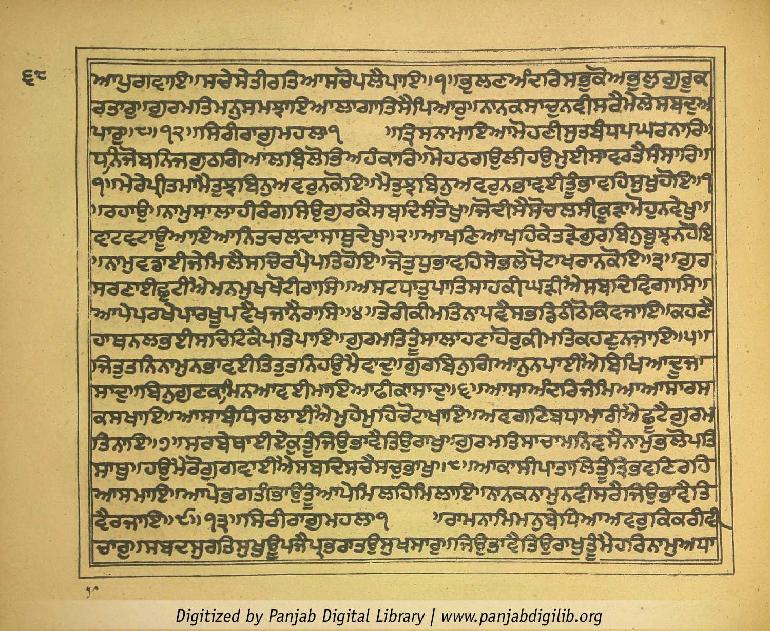 ਆਪੁਗਵਾਇ॥ਸਚੇਸੇਤੀਰਤਿਆਸਚੋਪਲੈਪਾਇ॥੧॥ਭੁਲਣਅੰਦਰਿਸਭੁਕੋਅਭੁਲੁਗੁਰੂਕ
੬੮
ਰਤਾਰੁ॥ਗੁਰਮਤਿਮਨੁਸਮਝਾਇਆਲਾਗਾਤਿਸੈਪਿਆਰੁ॥ਨਾਨਕਸਾਚੁਨਵੀਸਰੈਮੇਲੇਸਬਦੁਅ
ਪਾਰੁ॥੮॥੧੨॥ਸਿਰੀਰਾਗੁਮਹਲਾ੧ ॥ਤ੍ਰਿਸਨਾਮਾਇਆਮੋਹਣੀਸੁਤਬੰਧਪਘਰਨਾਰਿ॥
ਧਨਿਜੋਬਨਿਜਗੁਠਗਿਆਲਬਿਲੋਭਿਅਹੰਕਾਰਿ॥ਮੋਹਠਗਉਲੀਹਉਮੁਈਸਾਵਰਤੈਸੰਸਾਰਿ॥
੧॥ਮੇਰੇਪ੍ਰੀਤਮਾਮੈਤੁਝਬਿਨੁਅਵਰੁਨਕੋਇ॥ਮੈਤੁਝਬਿਨੁਅਵਰੁਨਭਾਵਈਤੂੰਭਾਵਹਿਸੁਖੁਹੋਇ॥੧
॥ਰਹਾਉ॥ਨਾਮੁਸਾਲਾਹੀਰੰਗਸਿਉਗੁਰਕੈਸਬਦਿਸੰਤੋਖੁ॥ਜੋਦੀਸੈਸੋਚਲਸੀਕੂੜਾਮੋਹੁਨਵੇਖੁ॥
ਵਾਟਵਟਾਊਆਇਆਨਿਤਚਲਦਾਸਾਥੁਦੇਖੁ॥੨॥ਆਖਣਿਆਖਹਿਕੇਤੜੇਗੁਰਬਿਨੁਬੂਝਨਹੋਇ
॥ਨਾਮੁਵਡਾਈਜੇਮਿਲੈਸਚਿਰਪੈਪਤਿਹੋਇ॥ਜੋਤੁਧੁਭਾਵਹਿਸੇਭਲੇਖੋਟਾਖਰਾਨਕੋਇ॥੩॥ਗੁਰ
ਸਰਣਾਈਛੁਟੀਐਮਨਮੁਖਖੋਟੀਰਾਸਿ॥ਅਸਟਧਾਤੁਪਾਤਿਸਾਹਕੀਘੜੀਐਸਬਦਿਵਿਗਾਸਿ॥
ਆਪੇਪਰਖੇਪਾਰਖੂਪਵੈਖਜਾਨੈਰਾਸਿ॥੪॥ਤੇਰੀਕੀਮਤਿਨਾਪਵੈਸਭਡਿਠੀਠੋਕਿਵਜਾਇ॥ਕਹਣੈ
ਹਾਥਨਲਭਈਸਚਿਟਿਕੈਪਤਿਪਾਇ॥ਗੁਰਮਤਿਤੂੰਸਾਲਾਹਣਾਹੋਰੁਕੀਮਤਿਕਹਣੁਨਜਾਇ॥੫॥
ਜਿਤੁਤਨਿਨਾਮੁਨਭਾਵਈਤਿਤੁਤਨਿਹਉਮੈਵਾਦੁ॥ਗੁਰਬਿਨੁਗਿਆਨੁਨਪਾਈਐਬਿਖਿਆਦੂਜਾ
ਸਾਦੁ॥ਬਿਨੁਗੁਣਕਾਮਿਨਆਵਈਮਾਇਆਫੀਕਾਸਾਦੁ॥੬॥ਆਸਾਅੰਦਰਿਜੰਮਿਆਆਸਾਰਸ
ਕਸਖਾਇ॥ਆਸਾਬੰਧਿਚਲਾਈਐਮੁਹੇਮੁਹਿਚੋਟਾਖਾਇ॥ਅਵਗਣਿਬਧਾਮਾਰੀਐਛੂਟੈਗੁਰਮ
ਤਿਨਾਇ॥੭॥ਸਰਬੇਥਾਈਏਕੁਤੂੰਜਿਉਭਾਵੈਤਿਉਰਾਖੁ॥ਗੁਰਮਤਿਸਾਚਾਮਨਿਵਸੈਨਾਮੁਭਲੋਪਤਿ
ਸਾਖੁ॥ਹਉਮੈਰੋਗੁਗਵਾਈਐਸਬਦਿਸਚੈਸਚੁਭਾਖੁ॥੮॥ਆਕਾਸੀਪਾਤਾਲਿਤੂੰਤ੍ਰਿਭਵਣਿਰਹਿ
ਆਸਮਾਇ॥ਆਪੇਭਗਤੀਭਾਉਤੂੰਆਪੇਮਿਲਹਿਮਿਲਾਇ॥ਨਾਨਕਨਾਮੁਨਵੀਸਰੈਜਿਉਭਾਵੈਤਿ
ਵੈਰਜਾਇ॥੯॥੧੩॥ਸਿਰੀਰਾਗੁਮਹਲਾ੧ ॥ਰਾਮਨਾਮਿਮਨੁਬੇਧਿਆਅਵਰੁਕਿਕਰੀਵੀ
ਚਾਰੁ॥ਸਬਦਸੁਰਤਿਸੁਖੁਊਪਜੈਪ੍ਰਭਰਾਤਉਸੁਖਸਾਰੁ॥ਜਿਉਭਾਵੈਤਿਉਰਾਖੁਤੂੰਮੈਹਰਿਨਾਮੁਅਧਾ
Digitized by Panjab Digital Library | www.panjabdigilib.org